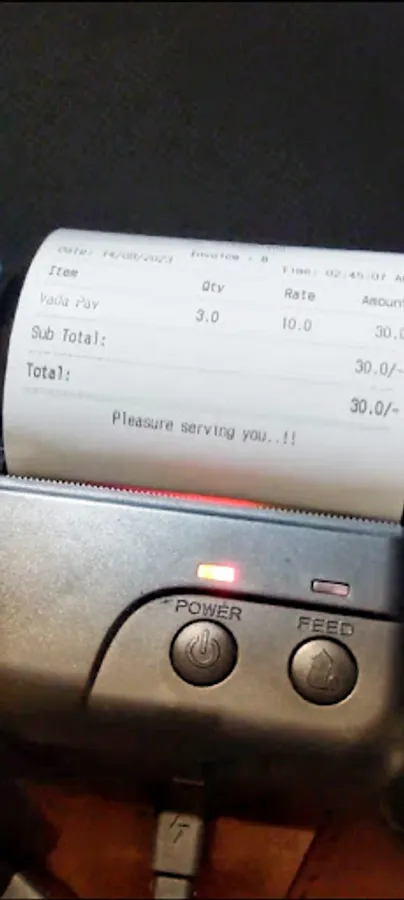 Date: 14/08/2023 Invoice : 8
Time: 02:45:07
Item Qty Rate Amount
Vada Pav 3.0 10.0 30.0
Sub Total: 30.0/-
Total: 30.0/-
Pleasure serving you..!!
POWER FEED